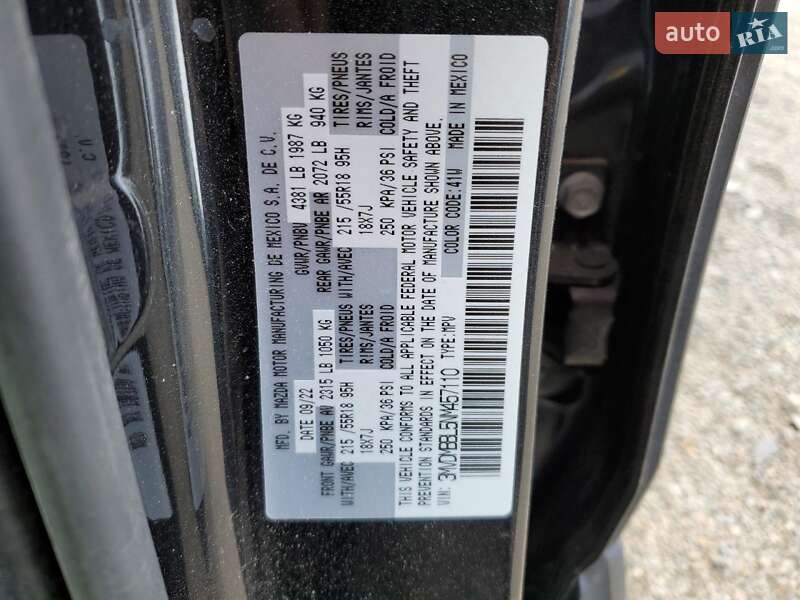 auto RIA.com
MFD. BY MAZDA MOTOR MANUFACTURING DE MEXICO S.A. DE C.V.
DATE 09/22 GVWR/PNBV 4381 LB 1987 KG
FRONT GAWR/PNBE AV 2315 LB 1050 KG REAR GAWR/PNBE AR 2072 LB 940 KG
WITH/AVEC 215 /55R18 95H TIRES/PNEUS WITH/AVEC 215 /55R18 95H TIRES/PNEUS
18X7J RIMS/JANTES 18X7J RIMS/JANTES
250 KPA/36 PSI COLD/A FROID 250 KPA/36 PSI COLD/A FROID
THIS VEHICLE CONFORMS TO ALL APPLICABLE FEDERAL MOTOR VEHICLE SAFETY AND THEFT
PREVENTION STANDARDS IN EFFECT ON THE DATE OF MANUFACTURE SHOWN ABOVE.
VIN: TYPE:MPV COLOR CODE:41W MADE IN MEXICO